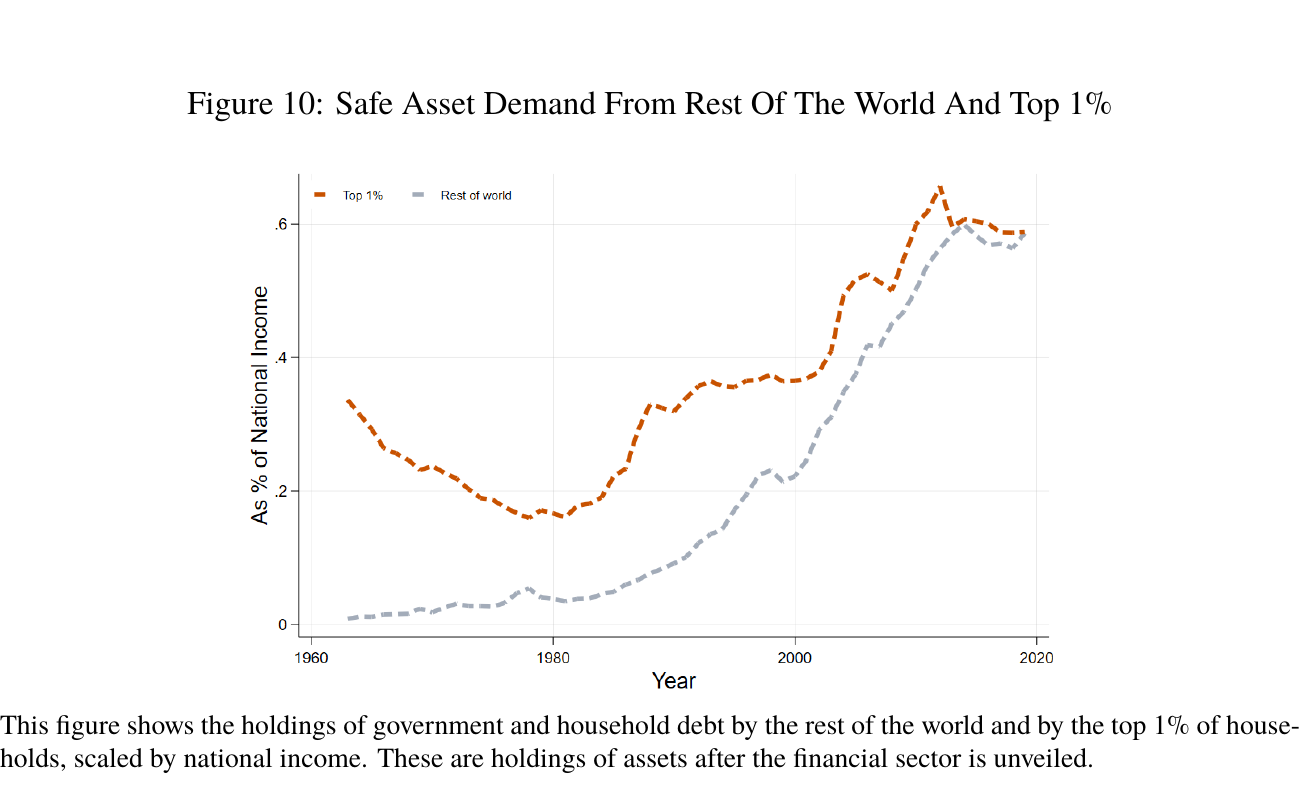 Figure 10: Safe Asset Demand From Rest Of The World And Top 1%
Top 1% Rest of world
As % of National Income
.6
.4
.2
0
1960 1980 2000 2020
Year
This figure shows the holdings of government and household debt by the rest of the world and by the top 1% of house-
holds, scaled by national income. These are holdings of assets after the financial sector is unveiled.